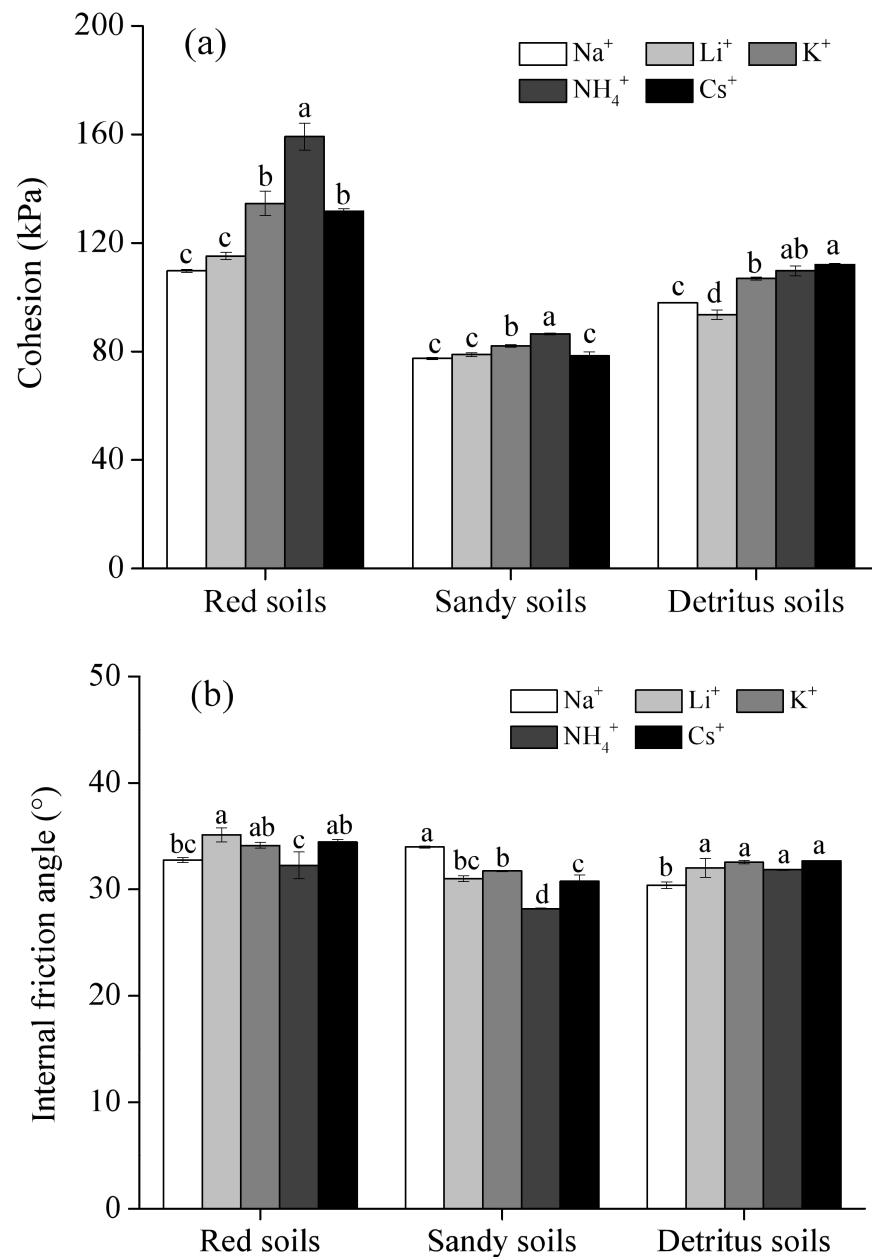 (a)
Na⁺ Li⁺ K⁺
NH₄⁺ Cs⁺
Cohesion (kPa)
200
160
120
80
40
0
c c b a b
c c b a c
c d b ab a
Red soils Sandy soils Detritus soils
(b)
Na⁺ Li⁺ K⁺
NH₄⁺ Cs⁺
Internal friction angle (°)
50
40
30
20
10
0
bc a ab c ab
a bc b d c
b a a a a
Red soils Sandy soils Detritus soils